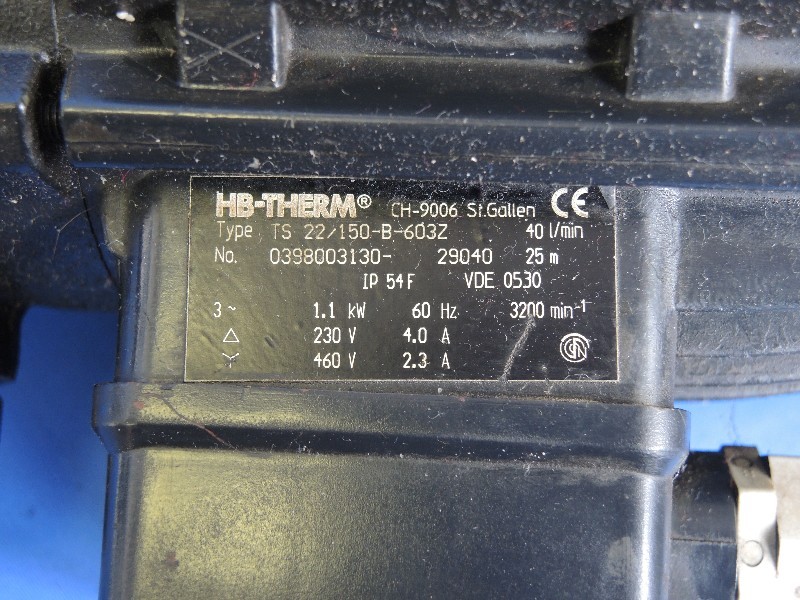 HB-THERM® CH-9006 St.Gallen CE
Type TS 22/150-B-603Z 40 l/min
No. 0398003130- 29040 25 m
IP 54F VDE 0530
3~ 1.1 kW 60 Hz 3200 min⁻¹
△ 230 V 4.0 A
Y 460 V 2.3 A